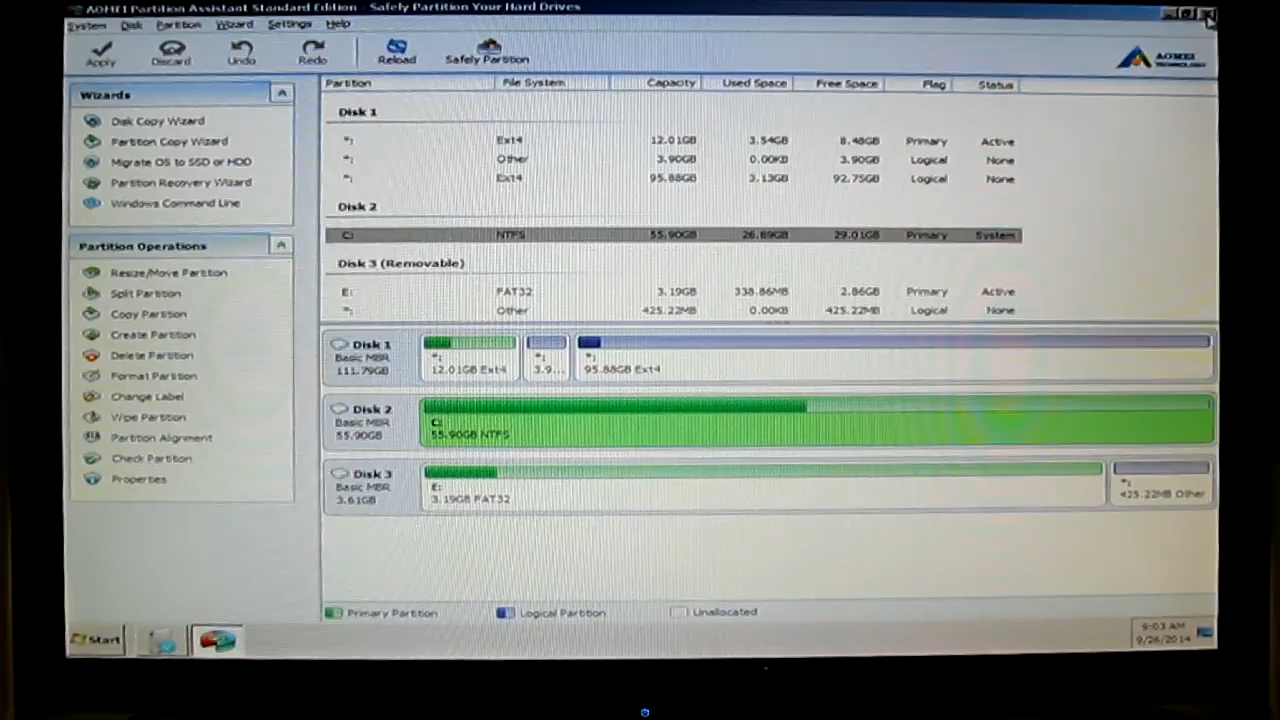 AOMEI Partition Assistant Standard Edition - Safely Partition Your Hard Drives
System Disk Partition Wizard Settings Help
Apply Discard Undo Redo Reload Safely Partition
AOMEI
TECHNOLOGY
Wizards
Disk Copy Wizard
Partition Copy Wizard
Migrate OS to SSD or HDD
Partition Recovery Wizard
Windows Command Line
Partition Operations
Resize/Move Partition
Split Partition
Copy Partition
Create Partition
Delete Partition
Format Partition
Change Label
Wipe Partition
Partition Alignment
Check Partition
Properties
Partition File System Capacity Used Space Free Space Flag Status
Disk 1
*: Ext4 12.01GB 3.54GB 8.48GB Primary Active
*: Other 3.90GB 0.00KB 3.90GB Logical None
*: Ext4 95.88GB 3.13GB 92.75GB Logical None
Disk 2
C: NTFS 55.90GB 26.89GB 29.01GB Primary System
Disk 3 (Removable)
E: FAT32 3.19GB 338.86MB 2.86GB Primary Active
*: Other 425.22MB 0.00KB 425.22MB Logical None
Disk 1
Basic MBR
111.79GB
*:
12.01GB Ext4
*:
3.9...
*:
95.88GB Ext4
Disk 2
Basic MBR
55.90GB
C:
55.90GB NTFS
Disk 3
Basic MBR
3.61GB
E:
3.19GB FAT32
*:
425.22MB Other
Primary Partition Logical Partition Unallocated
Start
9:03 AM
9/26/2014